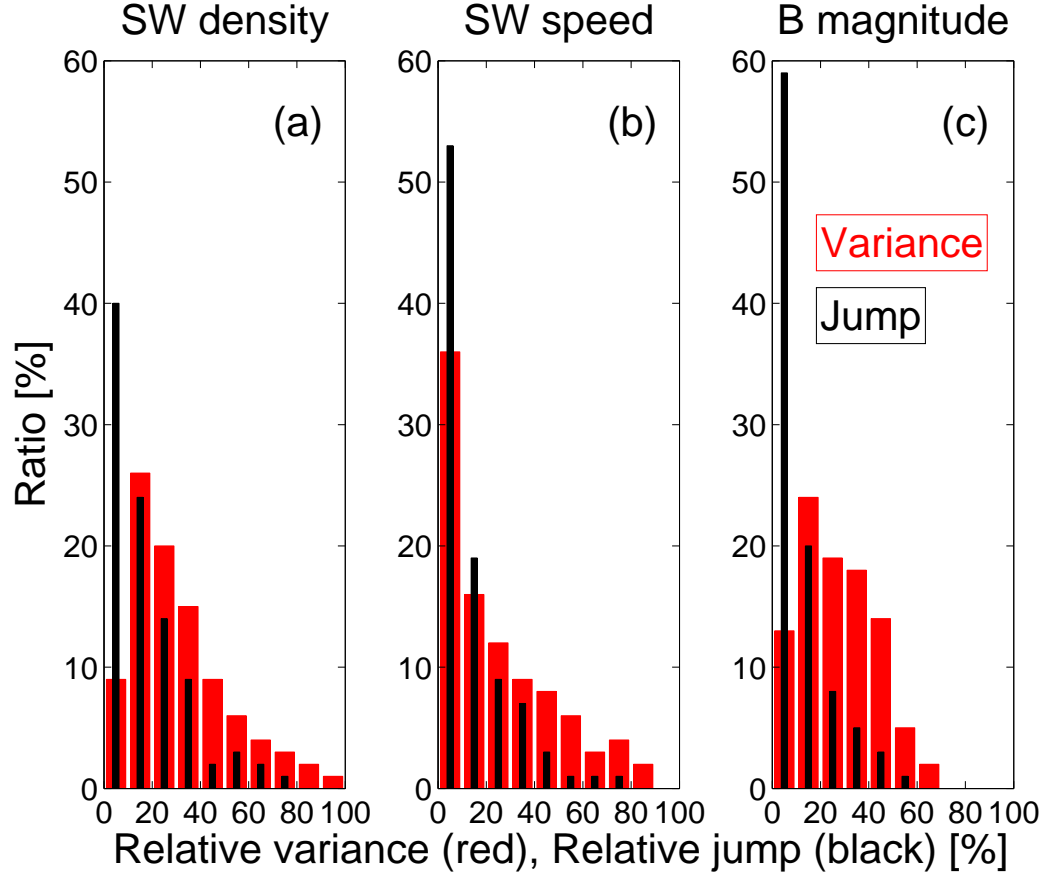 SW density SW speed B magnitude
60 60 60
(a) (b) (c)
50 50 50
Variance
40 40 40
Jump
Ratio [%]
30 30 30
20 20 20
10 10 10
0 0 0
0 20 40 60 80 100 0 20 40 60 80 100 0 20 40 60 80 100
Relative variance (red), Relative jump (black) [%]